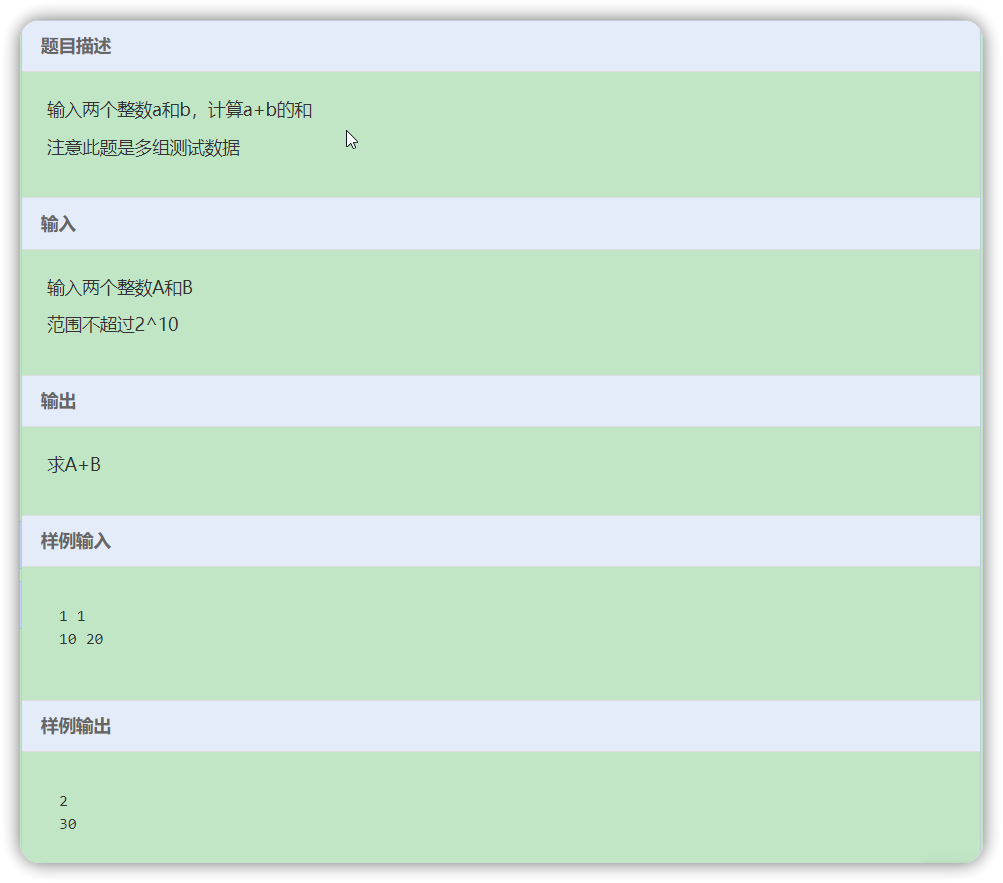 题目描述
输入两个整数a和b，计算a+b的和
注意此题是多组测试数据
输入
输入两个整数A和B
范围不超过2^10
输出
求A+B
样例输入
1 1
10 20
样例输出
2
30